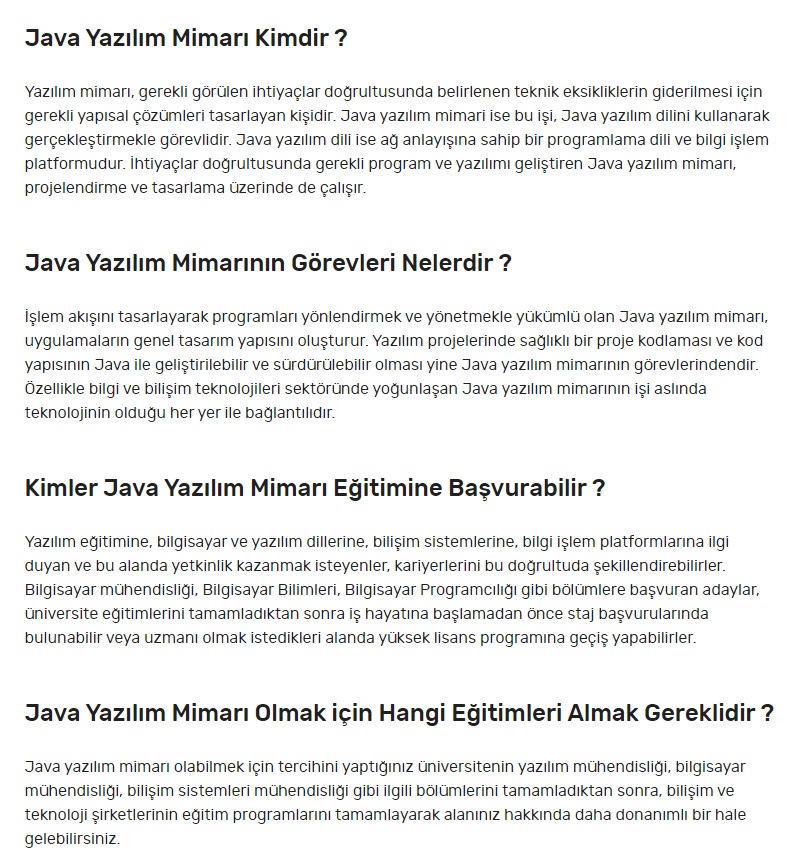 Java Yazılım Mimarı Kimdir ?
Yazılım mimarı, gerekli görülen ihtiyaçlar doğrultusunda belirlenen teknik eksikliklerin giderilmesi için
gerekli yapısal çözümleri tasarlayan kişidir. Java yazılım mimari ise bu işi, Java yazılım dilini kullanarak
gerçekleştirmekle görevlidir. Java yazılım dili ise ağ anlayışına sahip bir programlama dili ve bilgi işlem
platformudur. İhtiyaçlar doğrultusunda gerekli program ve yazılımı geliştiren Java yazılım mimarı,
projelendirme ve tasarlama üzerinde de çalışır.
Java Yazılım Mimarının Görevleri Nelerdir ?
İşlem akışını tasarlayarak programları yönlendirmek ve yönetmekle yükümlü olan Java yazılım mimarı,
uygulamaların genel tasarım yapısını oluşturur. Yazılım projelerinde sağlıklı bir proje kodlaması ve kod
yapısının Java ile geliştirilebilir ve sürdürülebilir olması yine Java yazılım mimarının görevlerindendir.
Özellikle bilgi ve bilişim teknolojileri sektöründe yoğunlaşan Java yazılım mimarının işi aslında
teknolojinin olduğu her yer ile bağlantılıdır.
Kimler Java Yazılım Mimarı Eğitimine Başvurabilir ?
Yazılım eğitimine, bilgisayar ve yazılım dillerine, bilişim sistemlerine, bilgi işlem platformlarına ilgi
duyan ve bu alanda yetkinlik kazanmak isteyenler, kariyerlerini bu doğrultuda şekillendirebilirler.
Bilgisayar mühendisliği, Bilgisayar Bilimleri, Bilgisayar Programcılığı gibi bölümlere başvuran adaylar,
üniversite eğitimlerini tamamladıktan sonra iş hayatına başlamadan önce staj başvurularında
bulunabilir veya uzmanı olmak istedikleri alanda yüksek lisans programına geçiş yapabilirler.
Java Yazılım Mimarı Olmak için Hangi Eğitimleri Almak Gereklidir ?
Java yazılım mimarı olabilmek için tercihini yaptığınız üniversitenin yazılım mühendisliği, bilgisayar
mühendisliği, bilişim sistemleri mühendisliği gibi ilgili bölümlerini tamamladıktan sonra, bilişim ve
teknoloji şirketlerinin eğitim programlarını tamamlayarak alanınız hakkında daha donanımlı bir hale
gelebilirsiniz.